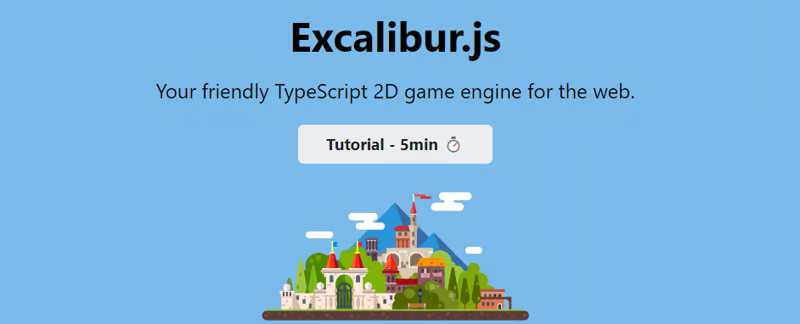 Excalibur.js
Your friendly TypeScript 2D game engine for the web.
Tutorial - 5min ⏱